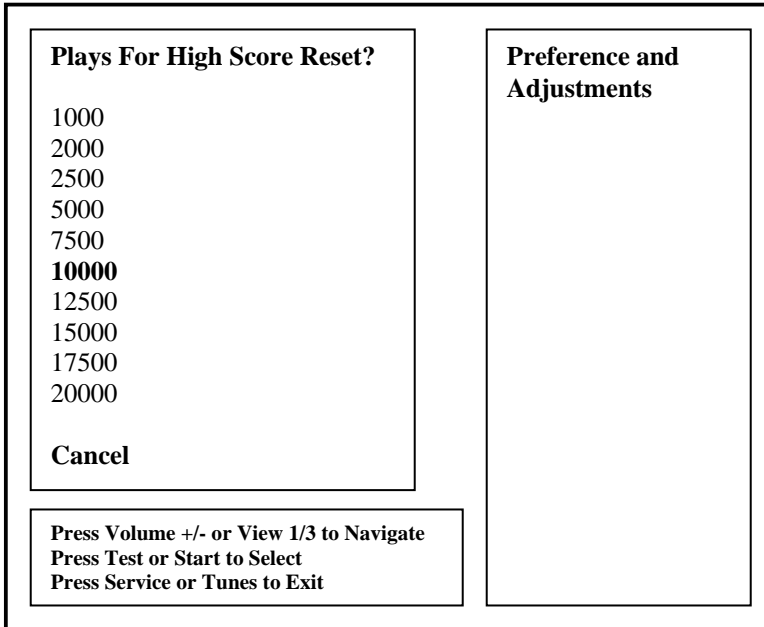 Plays For High Score Reset?
1000
2000
2500
5000
7500
10000
12500
15000
17500
20000
Cancel
Press Volume +/- or View 1/3 to Navigate
Press Test or Start to Select
Press Service or Tunes to Exit
Preference and
Adjustments